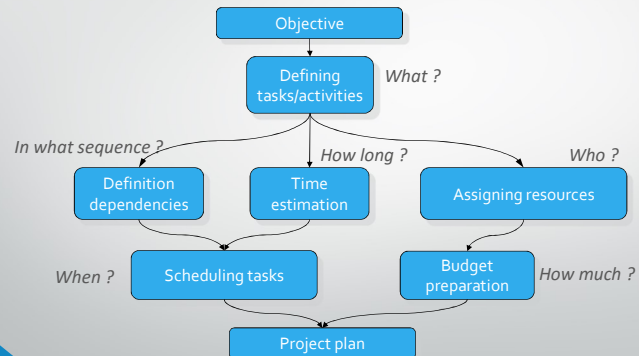 Objective
Defining
tasks/activities
What ?
In what sequence ?
How long ?
Who ?
Definition
dependencies
Time
estimation
Assigning resources
When ?
Scheduling tasks
Budget
preparation
How much ?
Project plan